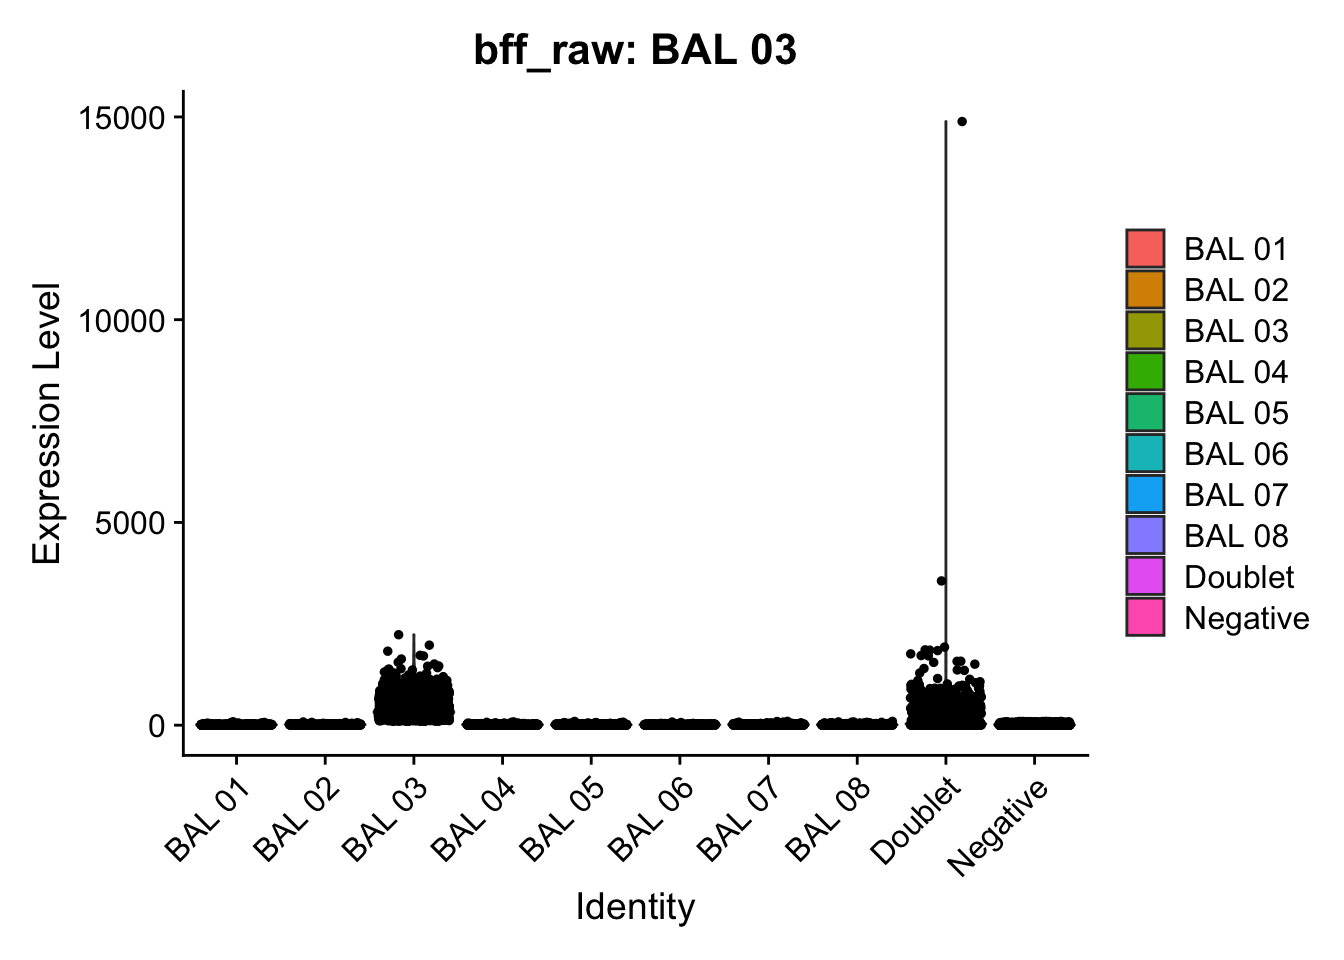 bff_raw: BAL 03
Expression Level
15000
10000
5000
0
BAL 01
BAL 02
BAL 03
BAL 04
BAL 05
BAL 06
BAL 07
BAL 08
Doublet
Negative
Identity
BAL 01
BAL 02
BAL 03
BAL 04
BAL 05
BAL 06
BAL 07
BAL 08
Doublet
Negative